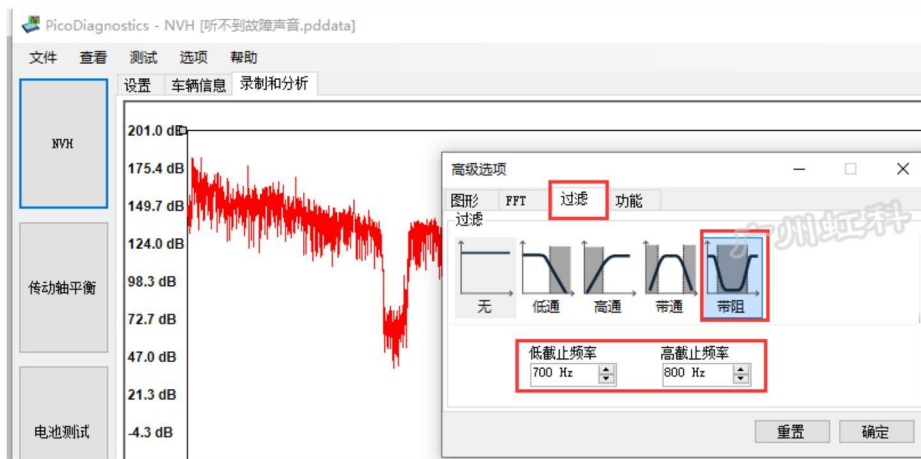 PicoDiagnostics - NVH [听不到故障声音.pddata]
文件 查看 测试 选项 帮助
设置 车辆信息 录制和分析
NVH
传动轴平衡
电池测试
201.0 dB
175.4 dB
149.7 dB
124.0 dB
98.3 dB
72.7 dB
47.0 dB
21.3 dB
-4.3 dB
高级选项
图形 FFT 过滤 功能
过滤
无 低通 高通 带通 带阻
低截止频率 高截止频率
700 Hz 800 Hz
重置 确定
广州虹科